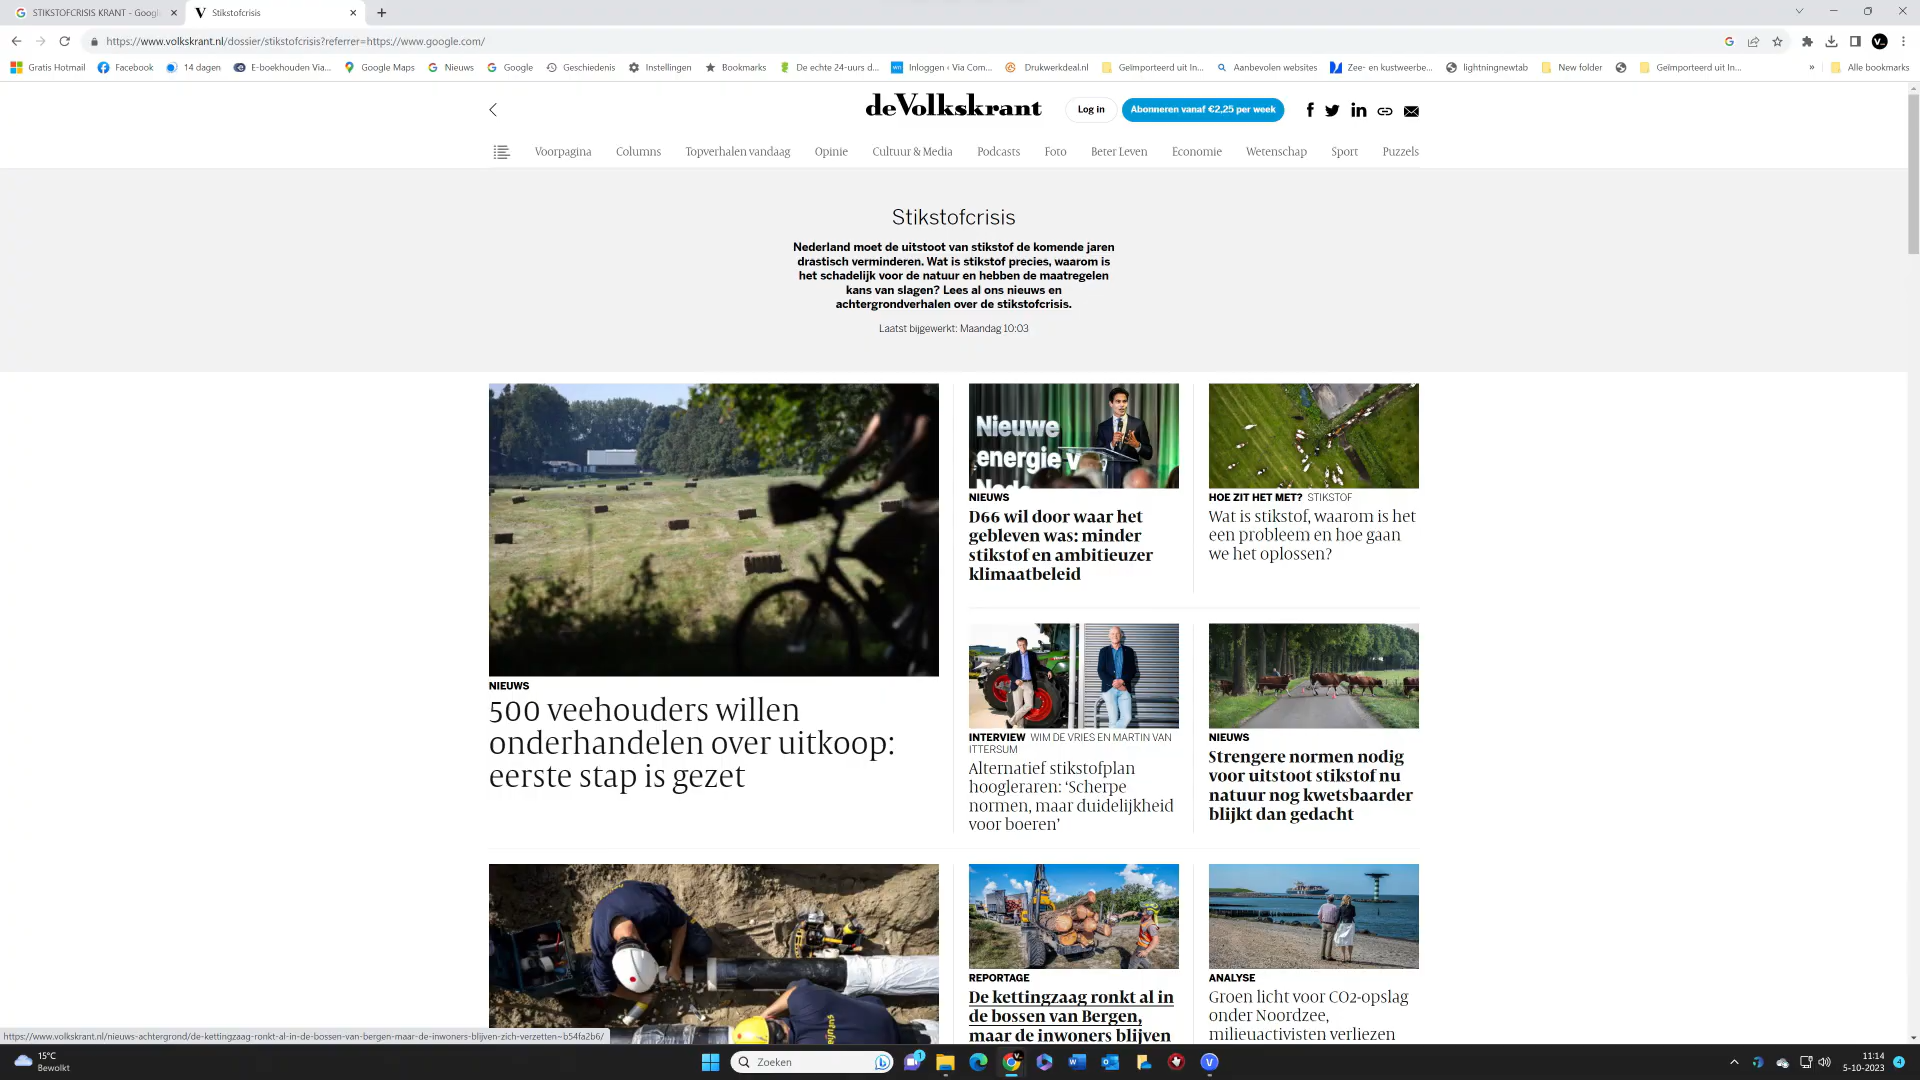 STIKSTOFCRISIS KRANT - Googl
Stikstofcrisis
https://www.volkskrant.nl/dossier/stikstofcrisis?referrer=https://www.google.com/
Gratis Hotmail
Facebook
14 dagen
E-boekhouden Via...
Google Maps
Nieuws
Google
Geschiedenis
Instellingen
Bookmarks
De echte 24-uurs d...
Inloggen ‹ Via Com...
Drukwerkdeal.nl
Geïmporteerd uit In...
Aanbevolen websites
Zee- en kustweerbe...
lightningnewtab
New folder
Geïmporteerd uit In...
»
Alle bookmarks
de Volkskrant
Log in
Abonneren vanaf €2,25 per week
Voorpagina
Columns
Topverhalen vandaag
Opinie
Cultuur & Media
Podcasts
Foto
Beter Leven
Economie
Wetenschap
Sport
Puzzels
Stikstofcrisis
Nederland moet de uitstoot van stikstof de komende jaren
drastisch verminderen. Wat is stikstof precies, waarom is
het schadelijk voor de natuur en hebben de maatregelen
kans van slagen? Lees al ons nieuws en
achtergrondverhalen over de stikstofcrisis.
Laatst bijgewerkt: Maandag 10:03
NIEUWS
500 veehouders willen
onderhandelen over uitkoop:
eerste stap is gezet
Nieuwe
energie v
NIEUWS
D66 wil door waar het
gebleven was: minder
stikstof en ambitieuzer
klimaatbeleid
HOE ZIT HET MET? STIKSTOF
Wat is stikstof, waarom is het
een probleem en hoe gaan
we het oplossen?
INTERVIEW WIM DE VRIES EN MARTIN VAN
ITTERSUM
Alternatief stikstofplan
hoogleraren: ‘Scherpe
normen, maar duidelijkheid
voor boeren’
NIEUWS
Strengere normen nodig
voor uitstoot stikstof nu
natuur nog kwetsbaarder
blijkt dan gedacht
REPORTAGE
De kettingzaag ronkt al in
de bossen van Bergen,
maar de inwoners blijven
ANALYSE
Groen licht voor CO2-opslag
onder Noordzee,
milieuactivisten verliezen
https://www.volkskrant.nl/nieuws-achtergrond/de-kettingzaag-ronkt-al-in-de-bossen-van-bergen-maar-de-inwoners-blijven-zich-verzetten~b54fa2b6/
15°C
Bewolkt
Zoeken
11:14
5-10-2023